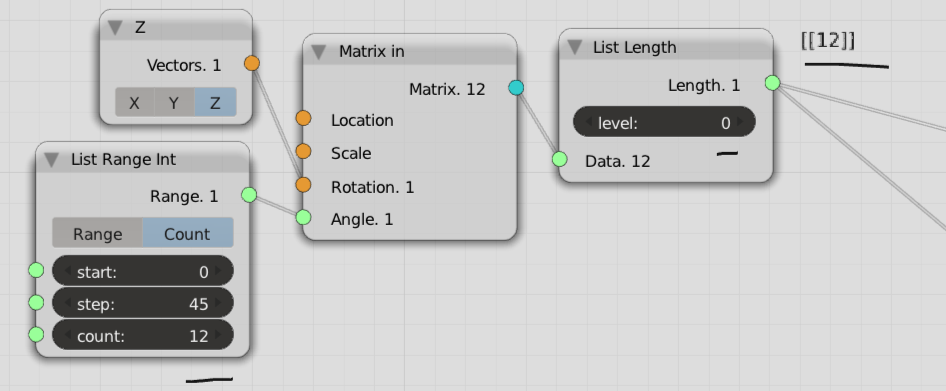 Z
Vectors. 1
X Y Z
List Range Int
Range. 1
Range Count
start: 0
step: 45
count: 12
Matrix in
Matrix. 12
Location
Scale
Rotation. 1
Angle. 1
List Length
Length. 1
level: 0
Data. 12
[[12]]